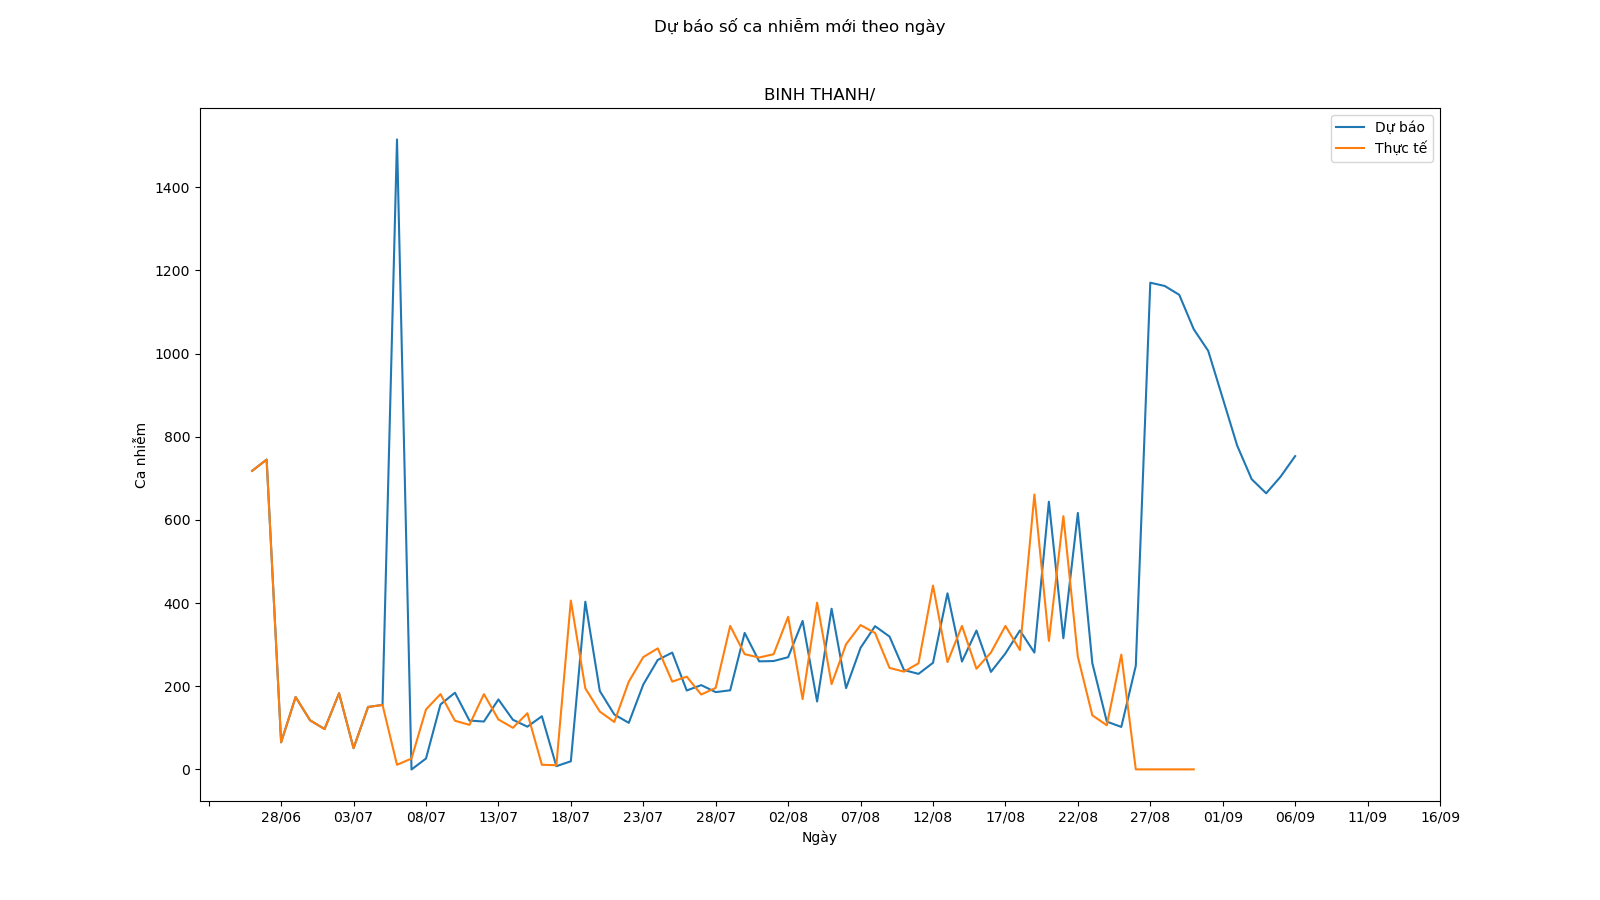 Dự báo số ca nhiễm mới theo ngày
BINH THANH/
Dự báo
Thực tế
1400
1200
1000
800
600
400
200
0
Ca nhiễm
28/06 03/07 08/07 13/07 18/07 23/07 28/07 02/08 07/08 12/08 17/08 22/08 27/08 01/09 06/09 11/09 16/09
Ngày